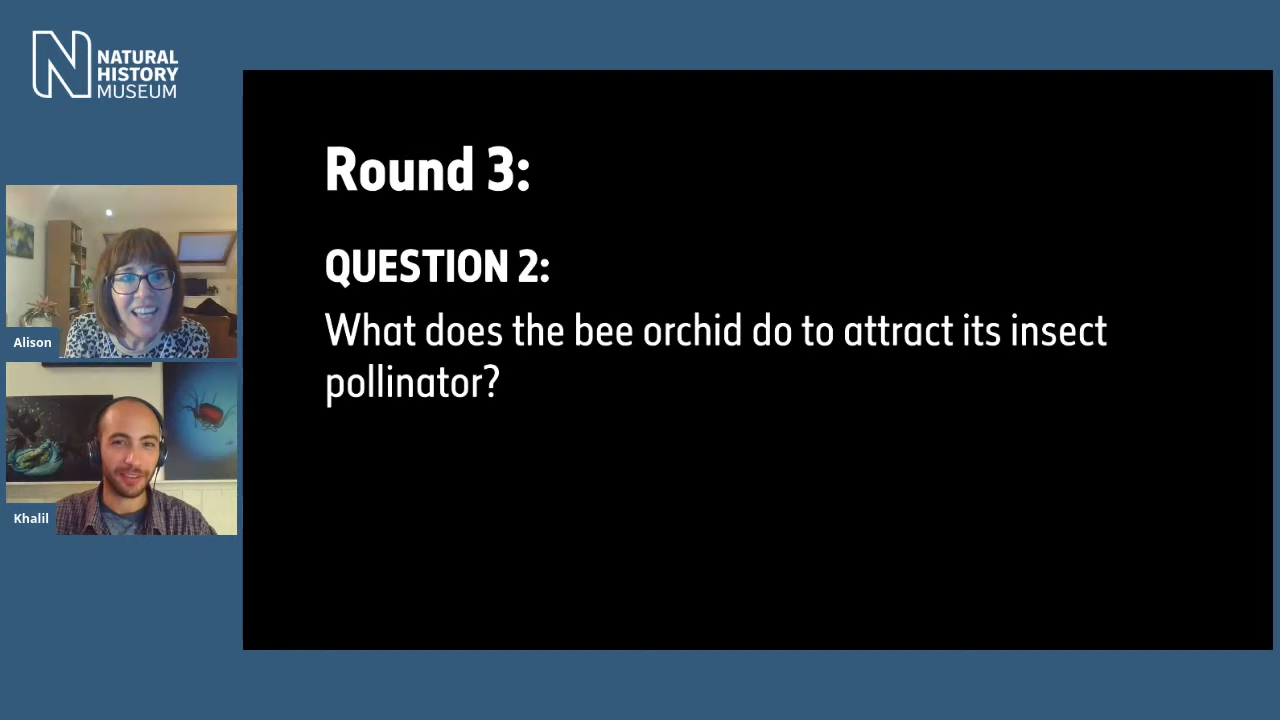 NATURAL
HISTORY
MUSEUM
Round 3:
QUESTION 2:
What does the bee orchid do to attract its insect
pollinator?
Alison
Khalil